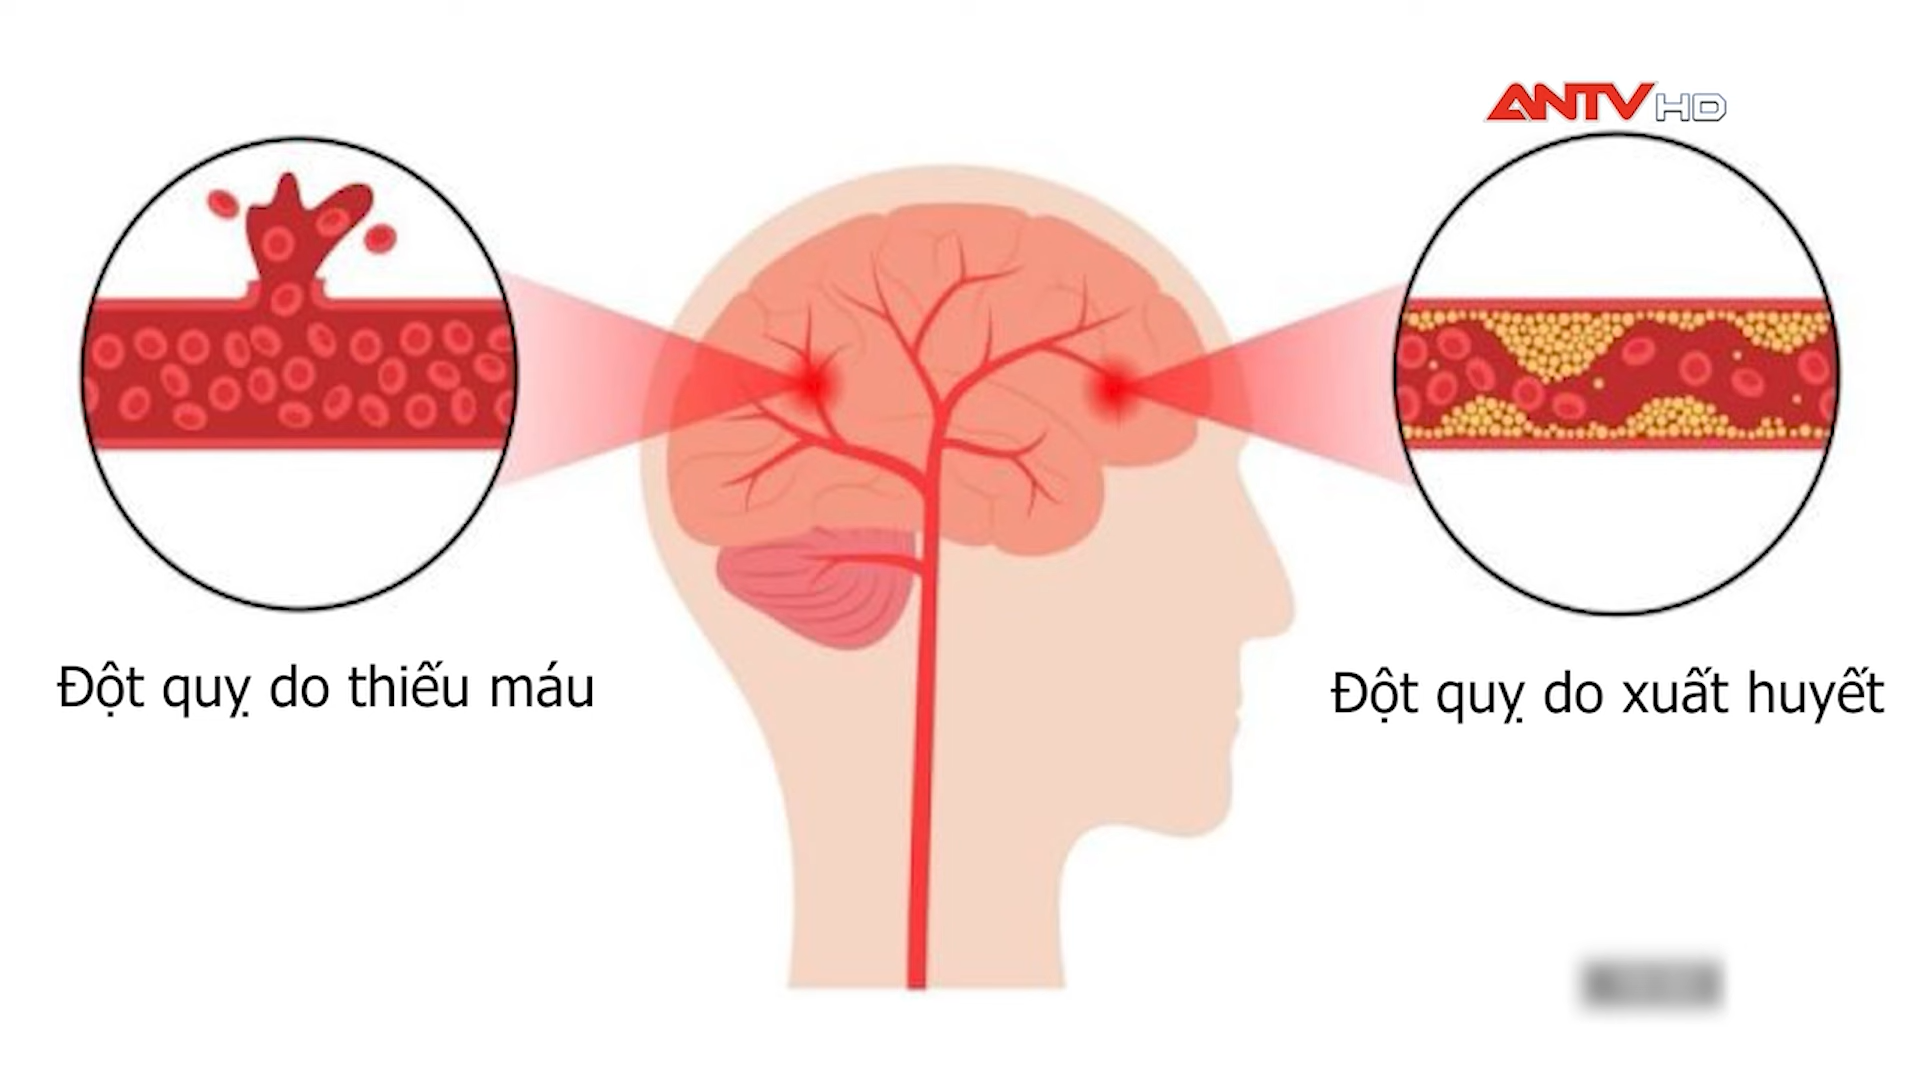 ANTV HD
Đột quỵ do thiếu máu
Đột quỵ do xuất huyết